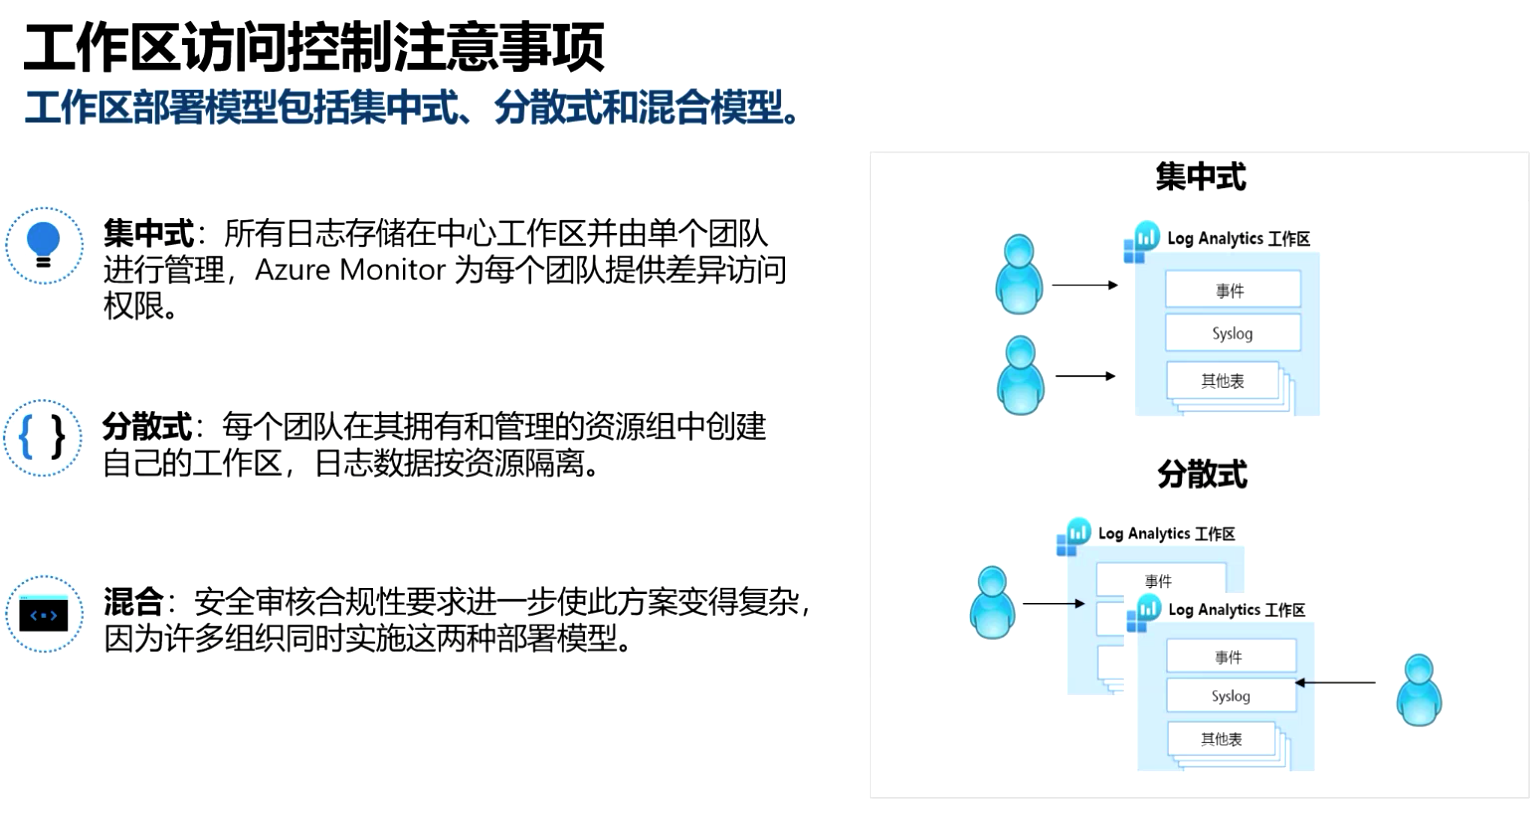 工作区访问控制注意事项
工作区部署模型包括集中式、分散式和混合模型。
集中式：所有日志存储在中心工作区并由单个团队
进行管理，Azure Monitor 为每个团队提供差异访问
权限。
{ } 分散式：每个团队在其拥有和管理的资源组中创建
自己的工作区，日志数据按资源隔离。
混合：安全审核合规性要求进一步使此方案变得复杂，
因为许多组织同时实施这两种部署模型。
集中式
Log Analytics 工作区
事件
Syslog
其他表
分散式
Log Analytics 工作区
事件
Log Analytics 工作区
事件
Syslog
其他表